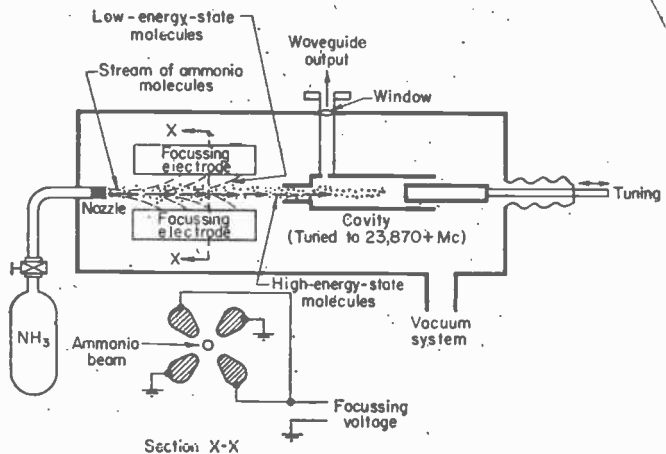 Low-energy-state
molecules
Waveguide
output
Stream of ammonia
molecules
Window
X
Focussing
electrode
Nozzle
Tuning
Focussing
electrode
Cavity
(Tuned to 23,870+ Mc)
X
High-energy-state
molecules
Vacuum
system
NH3
Ammonia
beam
Focussing
voltage
Section X-X